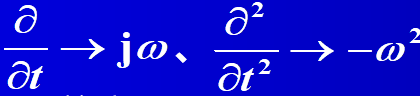 ∂/∂t → jω、 ∂²/∂t² → −ω²